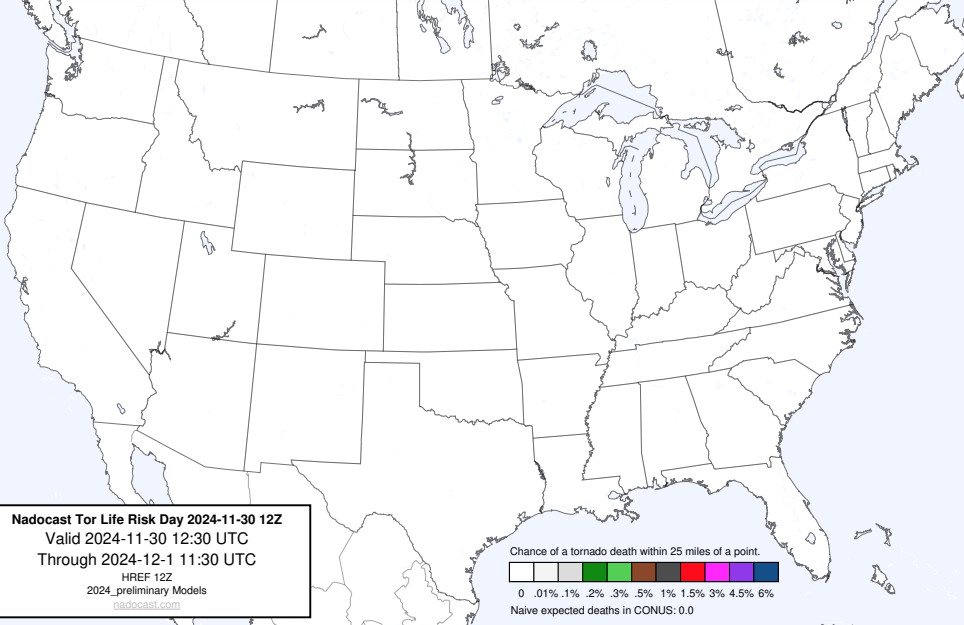 Nadocast Tor Life Risk Day 2024-11-30 12Z
Valid 2024-11-30 12:30 UTC
Through 2024-12-1 11:30 UTC
HREF 12Z
2024_preliminary Models
nadocast.com
Chance of a tornado death within 25 miles of a point.
0 .01% .1% .2% .3% .5% 1% 1.5% 3% 4.5% 6%
Naive expected deaths in CONUS: 0.0